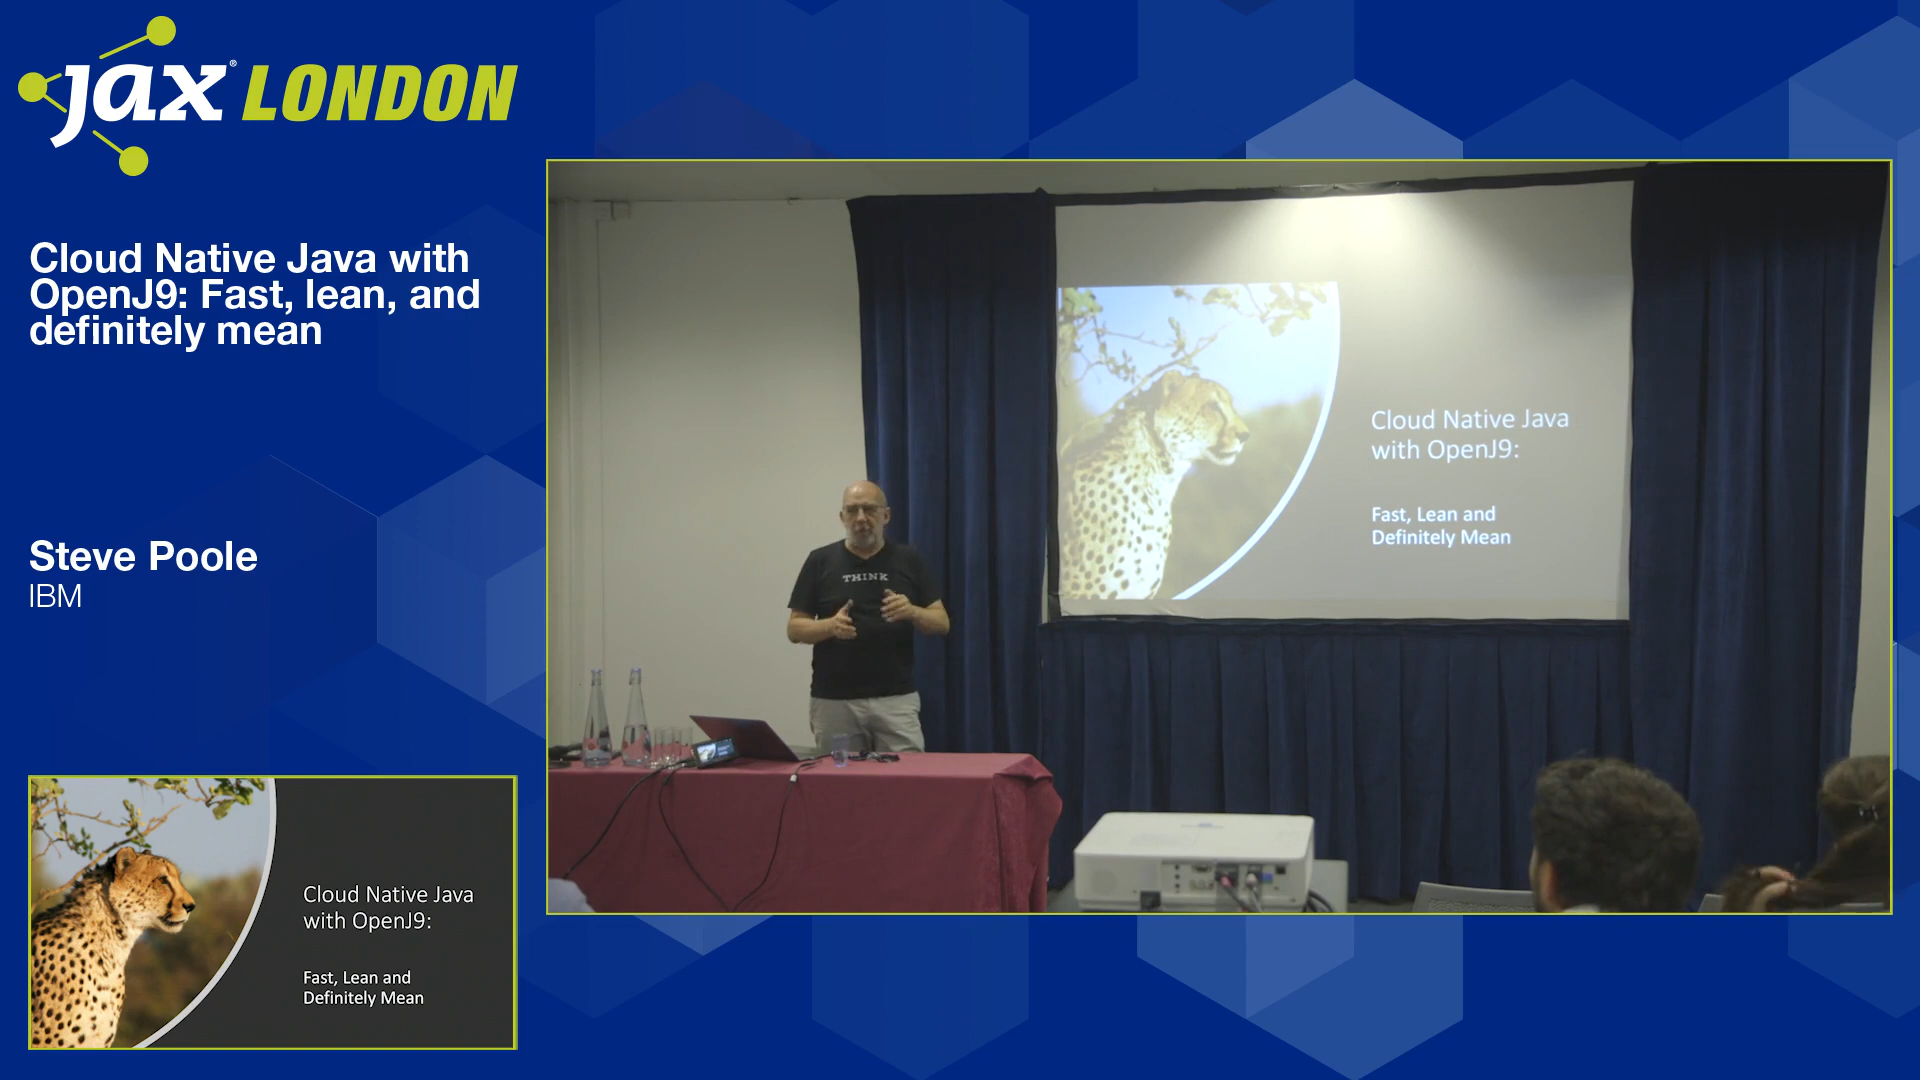 jax® LONDON
Cloud Native Java with
OpenJ9: Fast, lean, and
definitely mean
Steve Poole
IBM
Cloud Native Java
with OpenJ9:
Fast, Lean and
Definitely Mean
THINK
Cloud Native Java
with OpenJ9:
Fast, Lean and
Definitely Mean